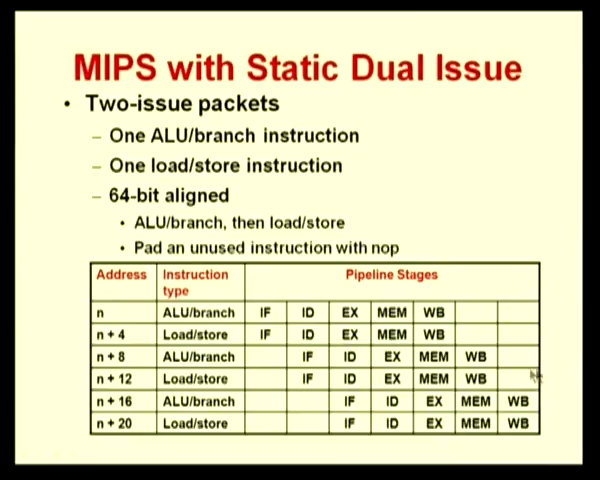 MIPS with Static Dual Issue
• Two-issue packets
– One ALU/branch instruction
– One load/store instruction
– 64-bit aligned
• ALU/branch, then load/store
• Pad an unused instruction with nop
Address Instruction type Pipeline Stages
n ALU/branch IF ID EX MEM WB
n + 4 Load/store IF ID EX MEM WB
n + 8 ALU/branch IF ID EX MEM WB
n + 12 Load/store IF ID EX MEM WB
n + 16 ALU/branch IF ID EX MEM WB
n + 20 Load/store IF ID EX MEM WB